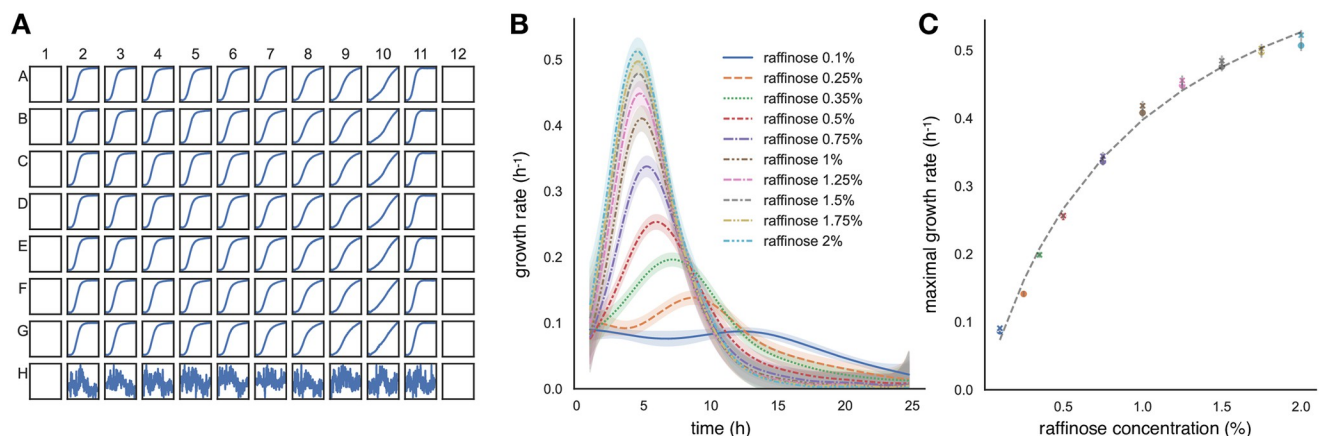 A
1 2 3 4 5 6 7 8 9 10 11 12
A
B
C
D
E
F
G
H
B
growth rate (h-1)
0.5
0.4
0.3
0.2
0.1
0.0
0 5 10 15 20 25
time (h)
raffinose 0.1%
raffinose 0.25%
raffinose 0.35%
raffinose 0.5%
raffinose 0.75%
raffinose 1%
raffinose 1.25%
raffinose 1.5%
raffinose 1.75%
raffinose 2%
C
maximal growth rate (h-1)
0.5
0.4
0.3
0.2
0.1
0.0
0.5 1.0 1.5 2.0
raffinose concentration (%)